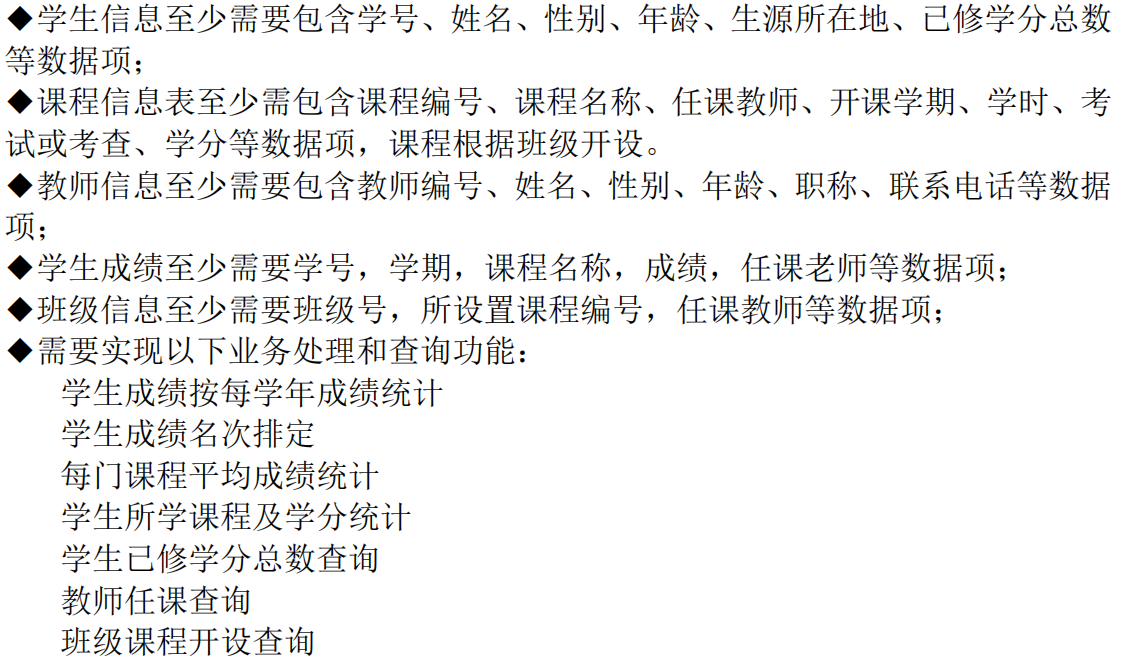 ◆学生信息至少需要包含学号、姓名、性别、年龄、生源所在地、已修学分总数
等数据项；
◆课程信息表至少需包含课程编号、课程名称、任课教师、开课学期、学时、考
试或考查、学分等数据项，课程根据班级开设。
◆教师信息至少需要包含教师编号、姓名、性别、年龄、职称、联系电话等数据
项；
◆学生成绩至少需要学号，学期，课程名称，成绩，任课老师等数据项；
◆班级信息至少需要班级号，所设置课程编号，任课教师等数据项；
◆需要实现以下业务处理和查询功能：
学生成绩按每学年成绩统计
学生成绩名次排定
每门课程平均成绩统计
学生所学课程及学分统计
学生已修学分总数查询
教师任课查询
班级课程开设查询